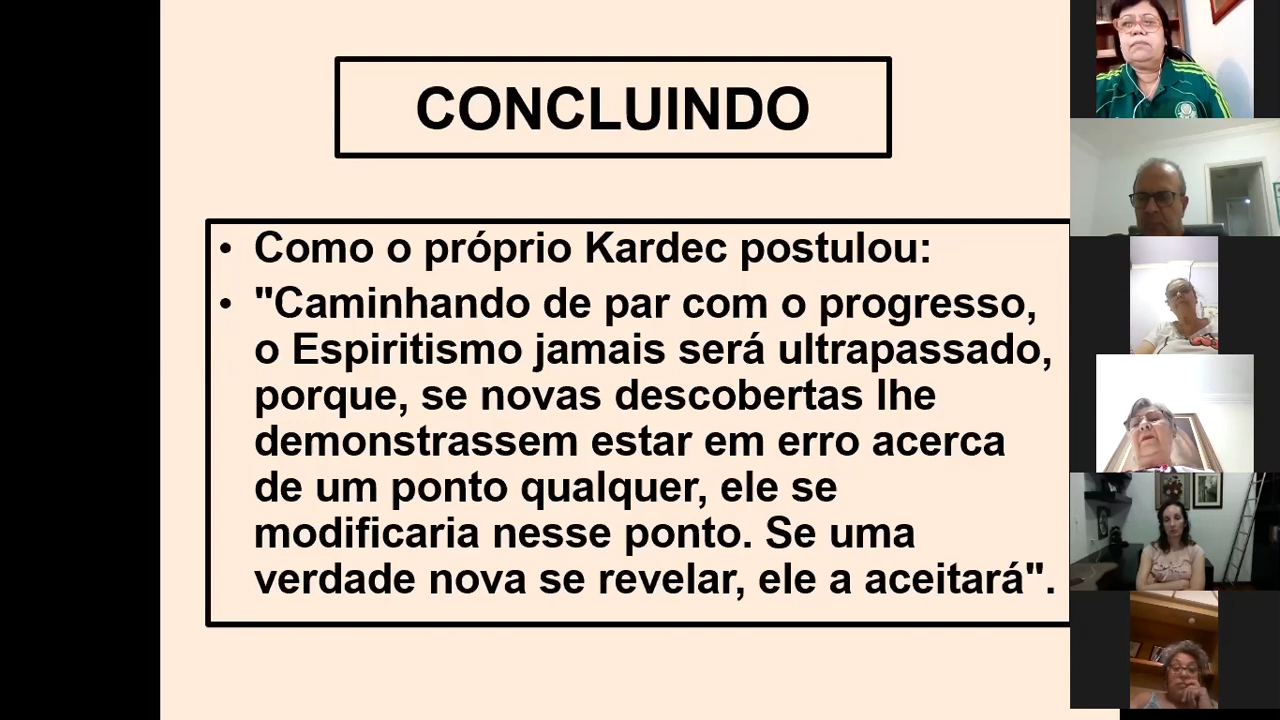 CONCLUINDO
• Como o próprio Kardec postulou:
• "Caminhando de par com o progresso,
o Espiritismo jamais será ultrapassado,
porque, se novas descobertas lhe
demonstrassem estar em erro acerca
de um ponto qualquer, ele se
modificaria nesse ponto. Se uma
verdade nova se revelar, ele a aceitará".